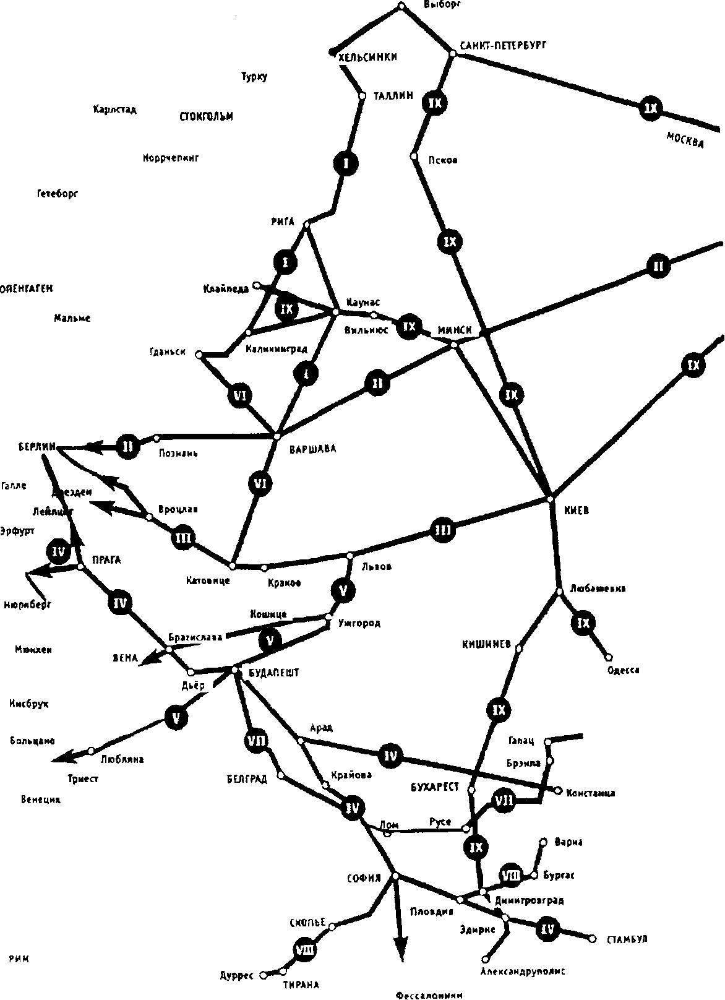 Выборг
САНКТ-ПЕТЕРБУРГ
ХЕЛЬСИНКИ
Турку
ТАЛЛИН
IX
IX
Карлстад
СТОКГОЛЬМ
МОСКВА
Норрчепинг
I
Псков
Гетеборг
РИГА
IX
I
II
ОПЕНГАГЕН
Клайпеда
IX
Каунас
Мальме
Вильнюс
IX
МИНСК
Гданьск
Калининград
I
II
IX
VI
IX
БЕРЛИН
II
Познань
ВАРШАВА
VI
Галле
Дрезден
Лейпциг
Вроцлав
КИЕВ
Эрфурт
III
III
IV
ПРАГА
Катовице
Краков
Львов
Нюрнберг
IV
V
Любашевка
Кошице
Ужгород
IX
Братислава
V
КИШИНЕВ
Мюнхен
ВЕНА
БУДАПЕШТ
Одесса
Дьёр
Инсбрук
V
IX
Арад
Больцано
VII
Галац
Любляна
IV
Брэила
Триест
БЕЛГРАД
Крайова
БУХАРЕСТ
Констанца
Венеция
IV
VII
Лом
Русе
IX
Варна
СОФИЯ
VIII
Бургас
Димитровград
Пловдив
СКОПЬЕ
Эдирне
IV
СТАМБУЛ
РИМ
VIII
Дуррес
ТИРАНА
Александруполис
Фессалоники